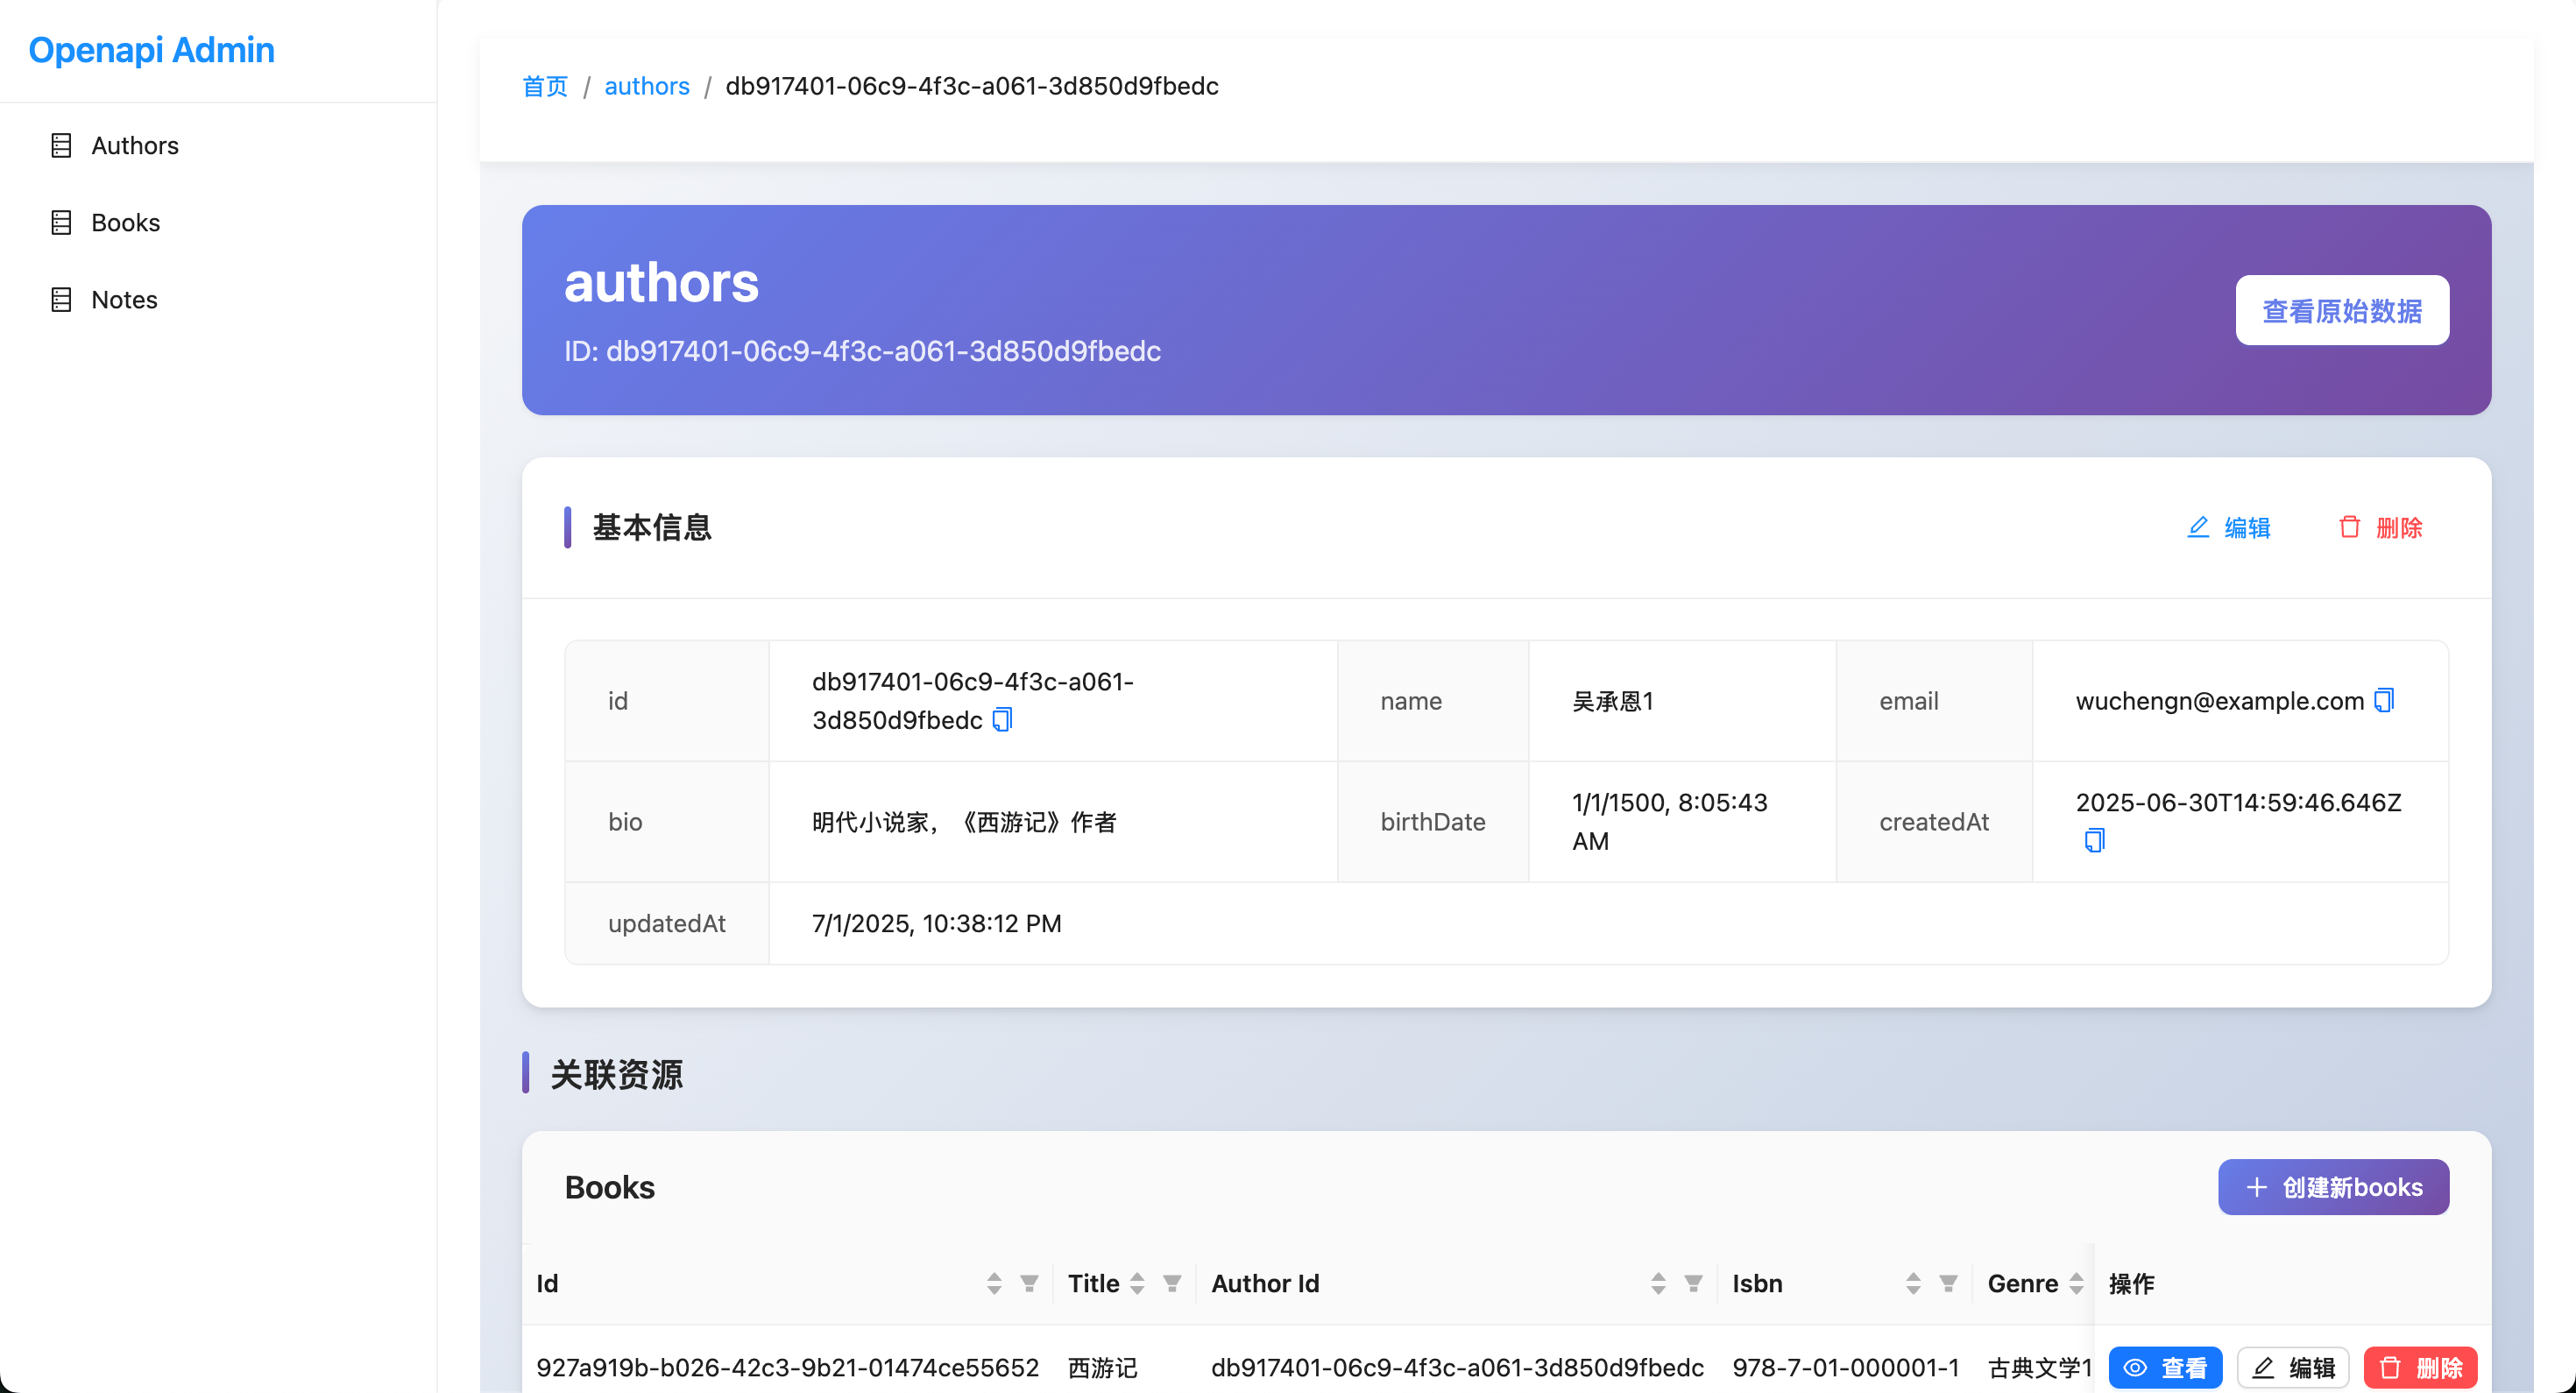 Openapi Admin
Authors
Books
Notes
首页 / authors / db917401-06c9-4f3c-a061-3d850d9fbedc
authors
ID: db917401-06c9-4f3c-a061-3d850d9fbedc
查看原始数据
基本信息
编辑 删除
id db917401-06c9-4f3c-a061-
3d850d9fbedc
name 吴承恩1
email wuchengn@example.com
bio 明代小说家，《西游记》作者
birthDate 1/1/1500, 8:05:43
AM
createdAt 2025-06-30T14:59:46.646Z
updatedAt 7/1/2025, 10:38:12 PM
关联资源
Books
创建新books
Id Title Author Id Isbn Genre 操作
927a919b-b026-42c3-9b21-01474ce55652 西游记 db917401-06c9-4f3c-a061-3d850d9fbedc 978-7-01-000001-1 古典文学1 查看 编辑 删除